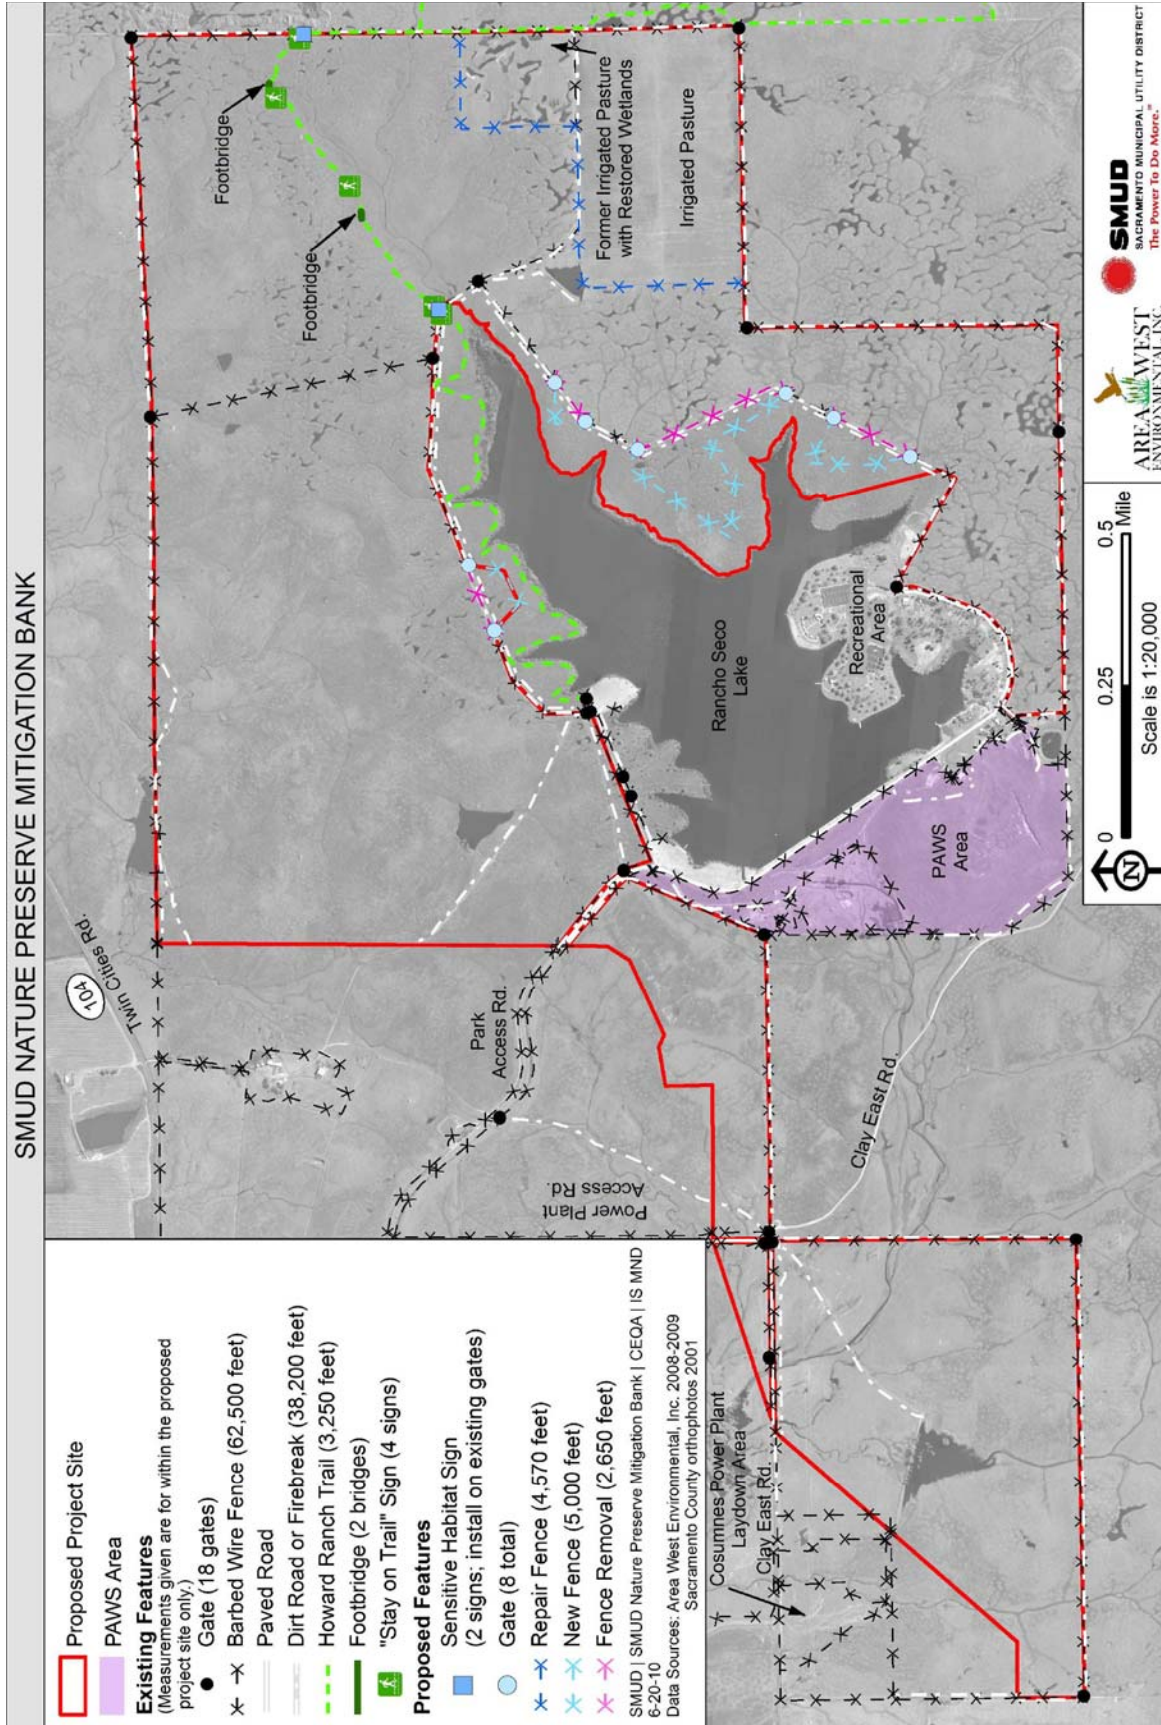 SMUD NATURE PRESERVE MITIGATION BANK
Proposed Project Site
PAWS Area
Existing Features
(Measurements given are for within the proposed
project site only.)
Gate (18 gates)
Barbed Wire Fence (62,500 feet)
Paved Road
Dirt Road or Firebreak (38,200 feet)
Howard Ranch Trail (3,250 feet)
Footbridge (2 bridges)
"Stay on Trail" Sign (4 signs)
Proposed Features
Sensitive Habitat Sign
(2 signs; install on existing gates)
Gate (8 total)
Repair Fence (4,570 feet)
New Fence (5,000 feet)
Fence Removal (2,650 feet)
SMUD | SMUD Nature Preserve Mitigation Bank | CEQA | IS MND
6-20-10
Data Sources: Area West Environmental, Inc. 2008-2009
Sacramento County orthophotos 2001
104
Twin Cities Rd.
Park
Access Rd.
Power Plant
Access Rd.
Clay East Rd.
Cosumnes Power Plant
Laydown Area
Clay East Rd.
Footbridge
Footbridge
Former Irrigated Pasture
with Restored Wetlands
Irrigated Pasture
Rancho Seco
Lake
Recreational
Area
PAWS
Area
N
0
0.25
0.5
Mile
Scale is 1:20,000
AREA WEST
ENVIRONMENTAL, INC.
SMUD
SACRAMENTO MUNICIPAL UTILITY DISTRICT
The Power To Do More.